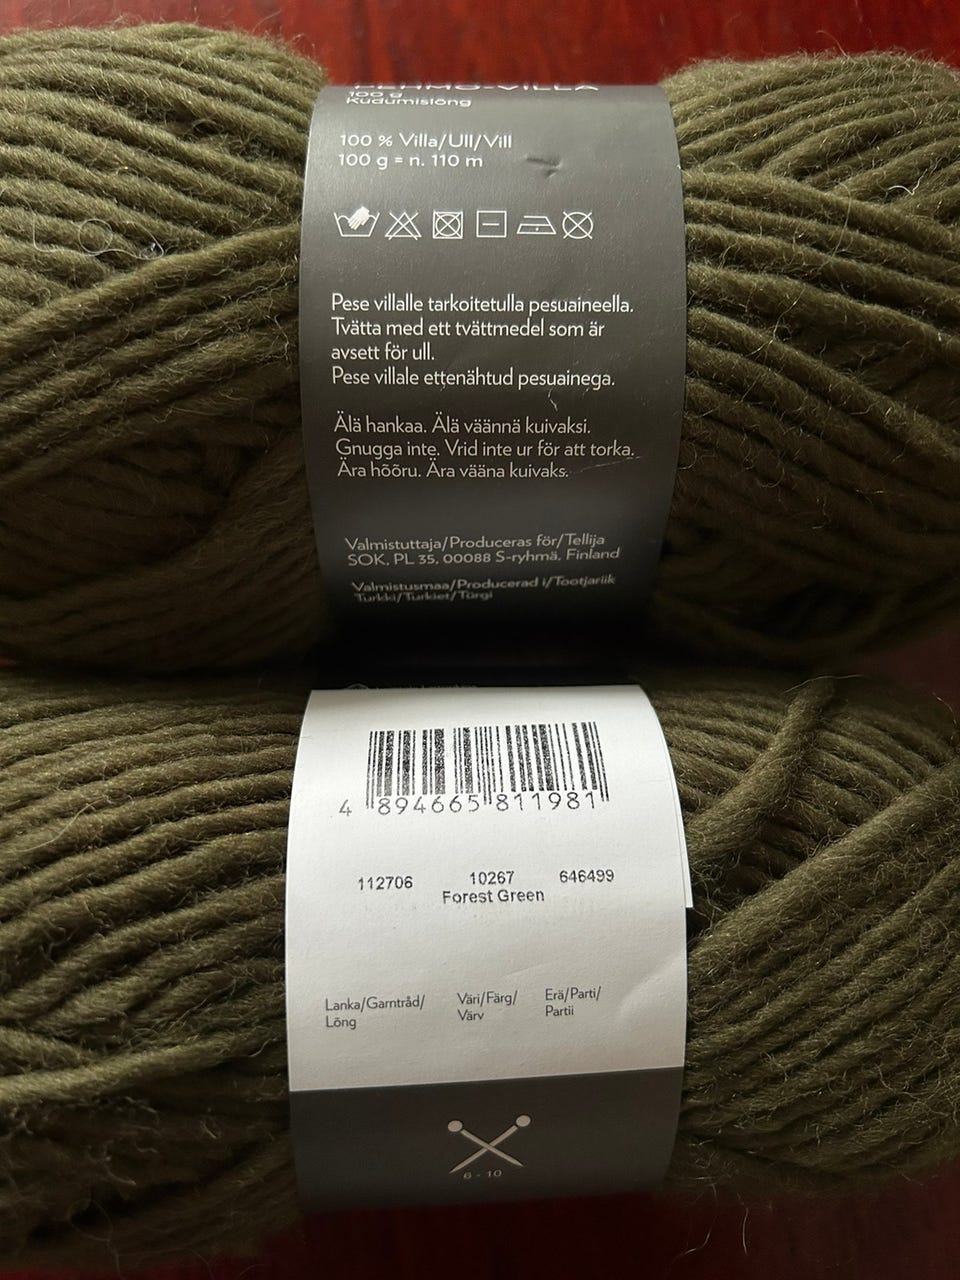 100 g
Kudumislõng
100 % Villa/Ull/Vill
100 g = n. 110 m
Pese villalle tarkoitetulla pesuaineella.
Tvätta med ett tvättmedel som är
avsett för ull.
Pese villale ettenähtud pesuainega.
Älä hankaa. Älä väännä kuivaksi.
Gnugga inte. Vrid inte ur för att torka.
Ära hõõru. Ära vääna kuivaks.
Valmistuttaja/Produceras för/Tellija
SOK, PL 35, 00088 S-ryhmä, Finland
Valmistusmaa/Producerad i/Tootjariik
Turkki/Turkiet/Türgi
4 894665 811981
112706 10267 646499
Forest Green
Lanka/Garntråd/ Väri/Färg/ Erä/Parti/
Lõng Värv Partii
6 - 10